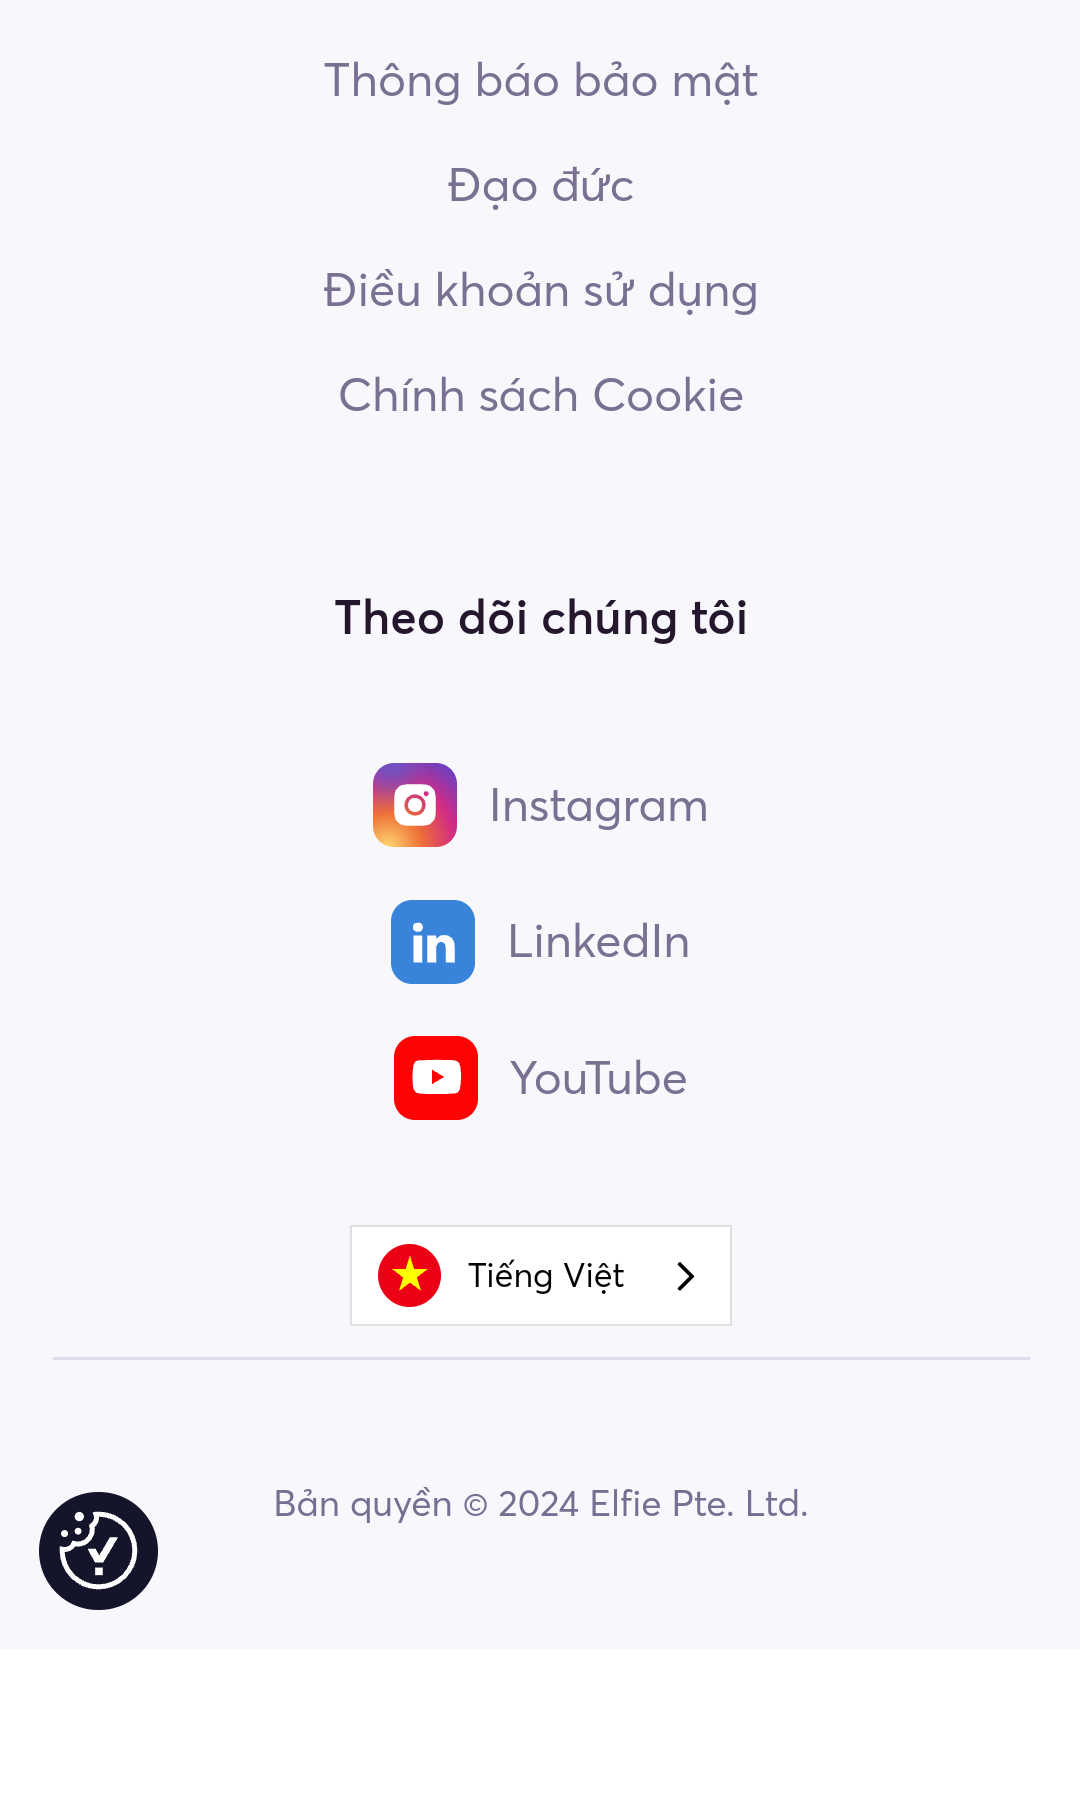 Thông báo bảo mật
Đạo đức
Điều khoản sử dụng
Chính sách Cookie
Theo dõi chúng tôi
Instagram
in LinkedIn
YouTube
Tiếng Việt
Bản quyền © 2024 Elfie Pte. Ltd.